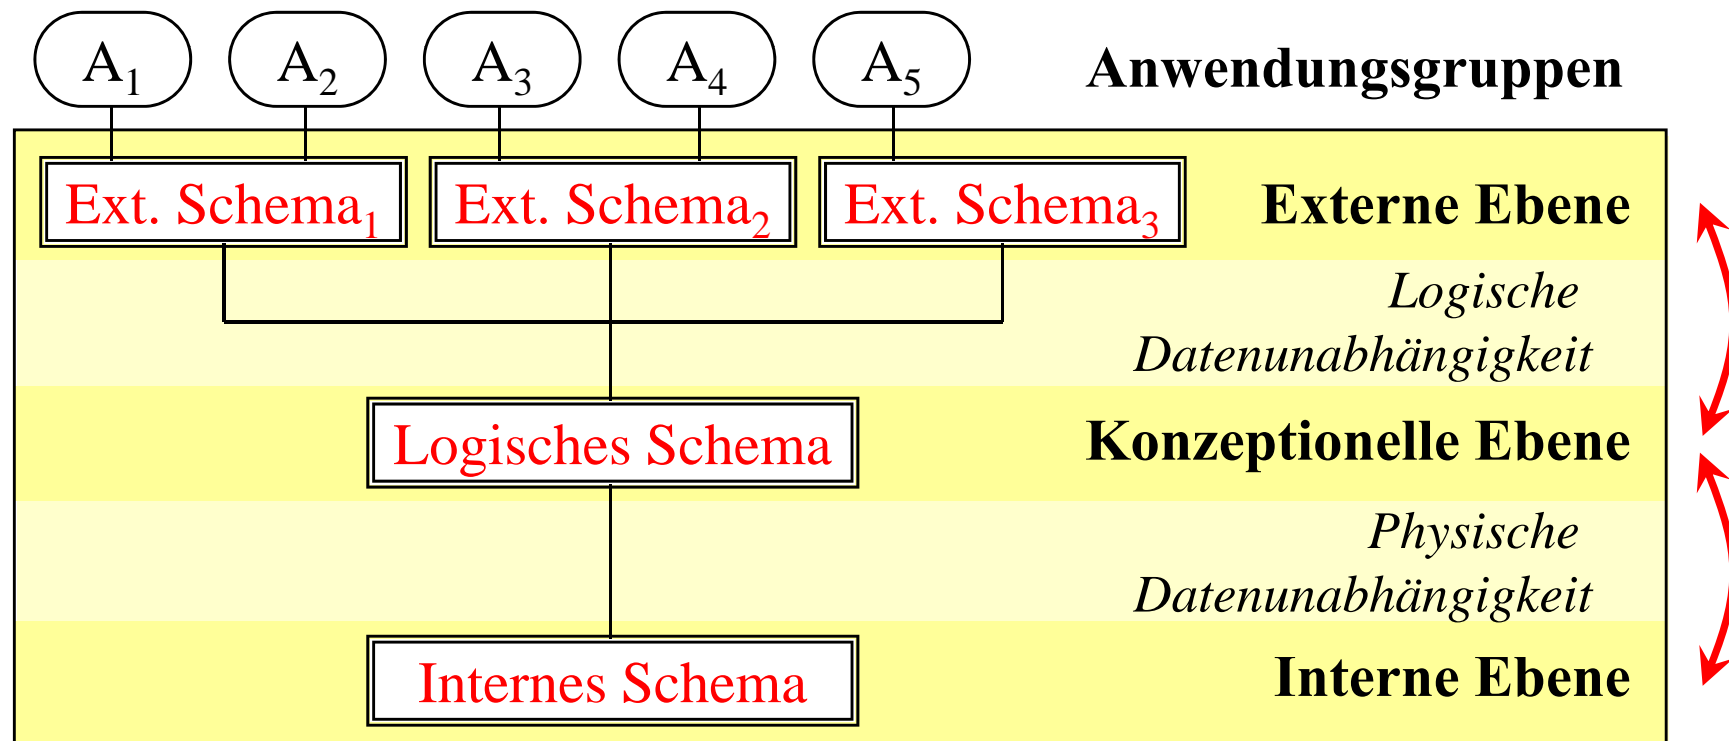 A₁ A₂ A₃ A₄ A₅ Anwendungsgruppen
Ext. Schema₁ Ext. Schema₂ Ext. Schema₃ Externe Ebene
Logische
Datenunabhängigkeit
Logisches Schema Konzeptionelle Ebene
Physische
Datenunabhängigkeit
Internes Schema Interne Ebene